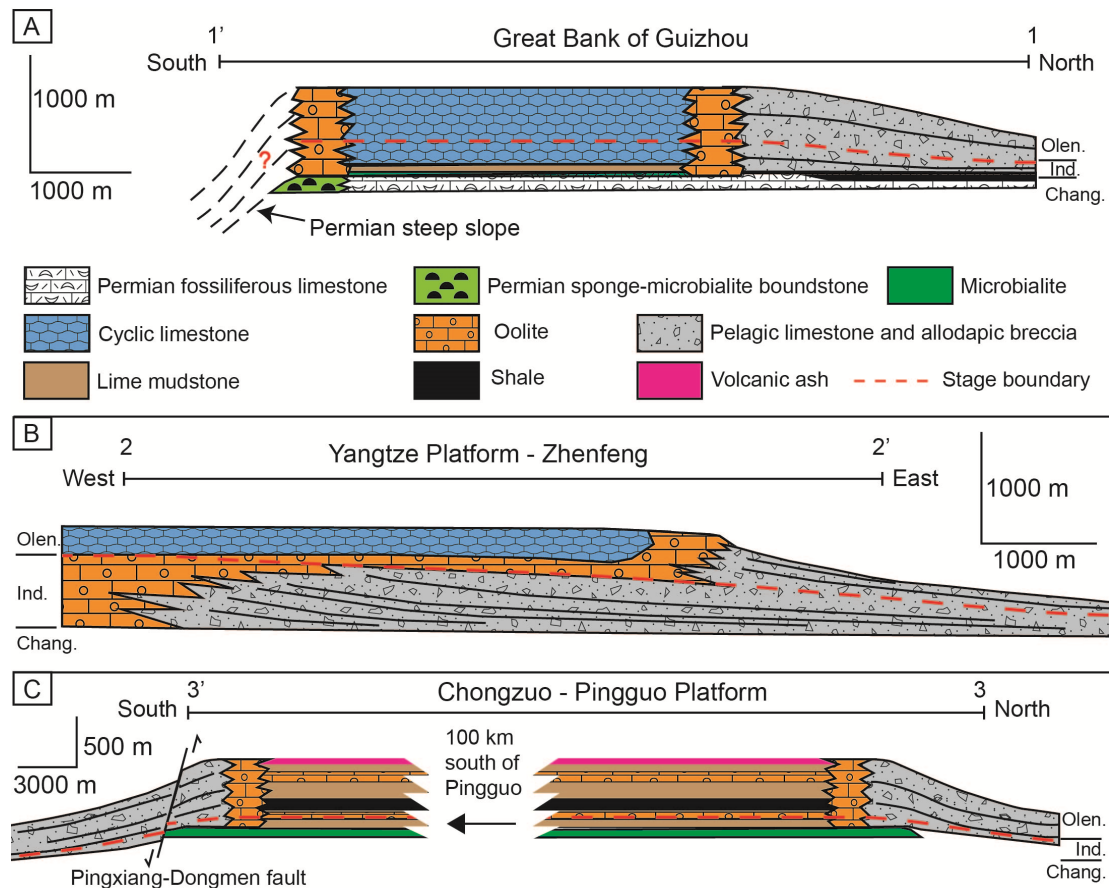 A
1'
Great Bank of Guizhou
1
South
North
1000 m
1000 m
?
Olen.
Ind.
Chang.
Permian steep slope
Permian fossiliferous limestone
Permian sponge-microbialite boundstone
Microbialite
Cyclic limestone
Oolite
Pelagic limestone and allodapic breccia
Lime mudstone
Shale
Volcanic ash
Stage boundary
B
2
Yangtze Platform - Zhenfeng
2'
West
East
1000 m
1000 m
Olen.
Ind.
Chang.
C
3'
Chongzuo - Pingguo Platform
3
South
North
500 m
3000 m
100 km
south of
Pingguo
Olen.
Ind.
Chang.
Pingxiang-Dongmen fault